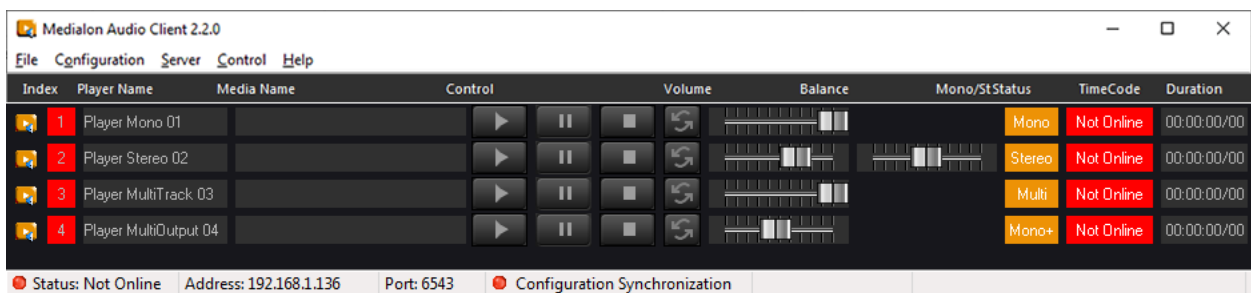 Medialon Audio Client 2.2.0
File Configuration Server Control Help
Index Player Name Media Name Control Volume Balance Mono/StStatus TimeCode Duration
1 Player Mono 01 Mono Not Online 00:00:00/00
2 Player Stereo 02 Stereo Not Online 00:00:00/00
3 Player MultiTrack 03 Multi Not Online 00:00:00/00
4 Player MultiOutput 04 Mono+ Not Online 00:00:00/00
Status: Not Online Address: 192.168.1.136 Port: 6543 Configuration Synchronization